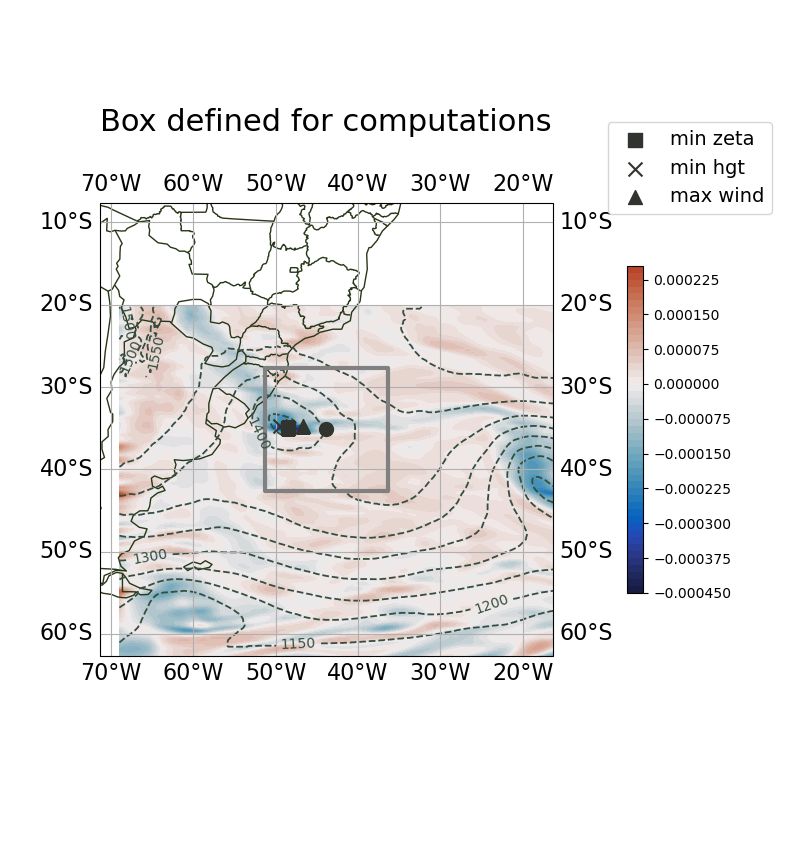 Box defined for computations
min zeta
min hgt
max wind
70°W 60°W 50°W 40°W 30°W 20°W
10°S 10°S
20°S 20°S
30°S 30°S
40°S 40°S
50°S 50°S
60°S 60°S
70°W 60°W 50°W 40°W 30°W 20°W
1550
1400
1300
1200
1150
0.000225
0.000150
0.000075
0.000000
−0.000075
−0.000150
−0.000225
−0.000300
−0.000375
−0.000450